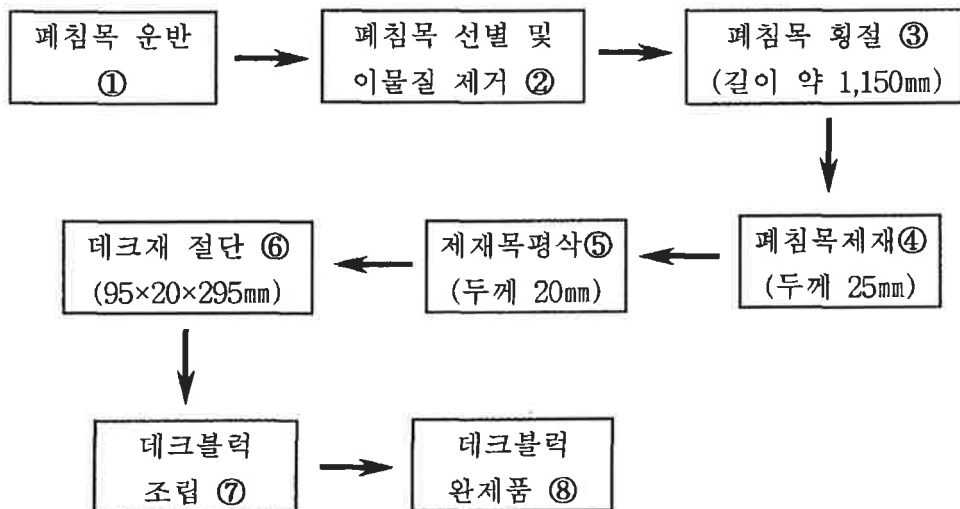 폐침목 운반
①
폐침목 선별 및
이물질 제거 ②
폐침목 횡절 ③
(길이 약 1,150㎜)
폐침목제재④
(두께 25㎜)
제재목평삭⑤
(두께 20㎜)
데크재 절단 ⑥
(95×20×295㎜)
데크블럭
조립 ⑦
데크블럭
완제품 ⑧